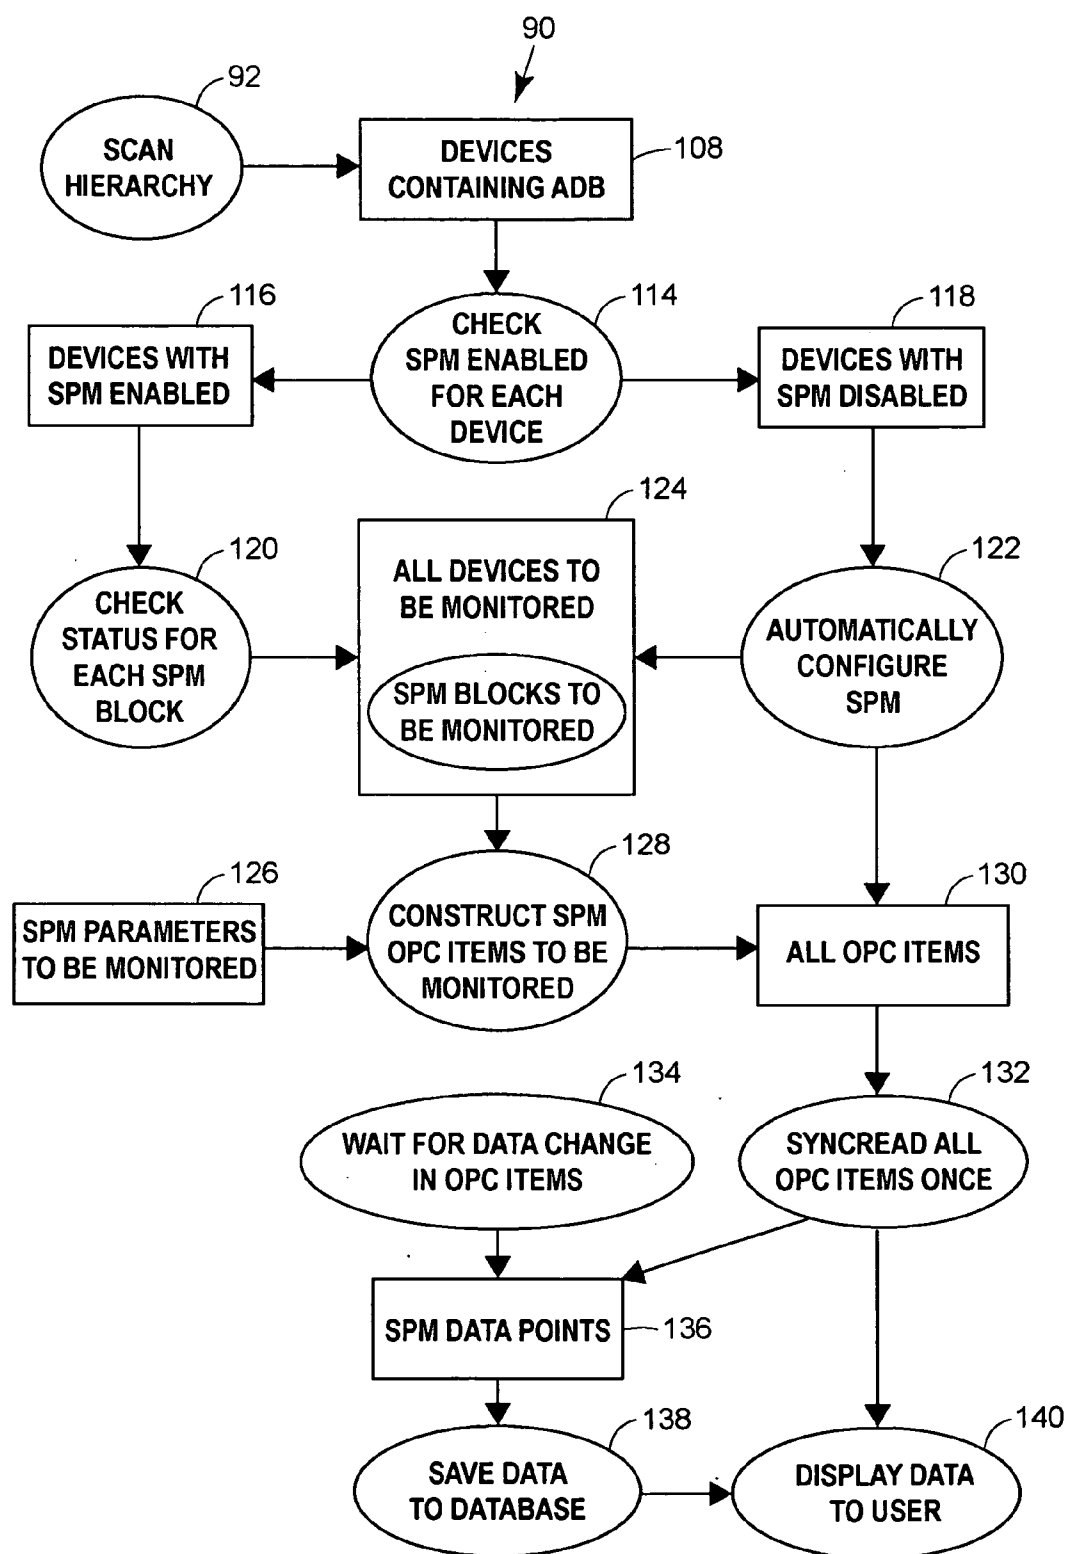 90
92
SCAN
HIERARCHY
DEVICES
CONTAINING ADB
108
116
DEVICES WITH
SPM ENABLED
114
CHECK
SPM ENABLED
FOR EACH
DEVICE
118
DEVICES WITH
SPM DISABLED
120
CHECK
STATUS FOR
EACH SPM
BLOCK
124
ALL DEVICES TO
BE MONITORED
SPM BLOCKS TO
BE MONITORED
122
AUTOMATICALLY
CONFIGURE
SPM
126
SPM PARAMETERS
TO BE MONITORED
128
CONSTRUCT SPM
OPC ITEMS TO BE
MONITORED
130
ALL OPC ITEMS
134
WAIT FOR DATA CHANGE
IN OPC ITEMS
132
SYNCREAD ALL
OPC ITEMS ONCE
SPM DATA POINTS
136
138
SAVE DATA
TO DATABASE
140
DISPLAY DATA
TO USER